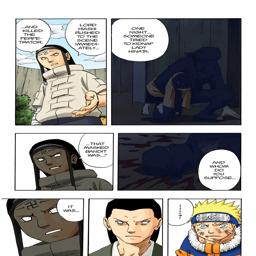 ONE
NIGHT...
SOMEONE
TRIED
TO KIDNAP
LADY
HINATA.
LORD
HIASHI
RUSHED TO
THE SCENE
IMMEDI-
ATELY...
...AND
KILLED
THE
PERPE-
TRATOR.
AND
WHOM
DO YOU
SUPPOSE...
...THAT
MASKED
BANDIT
WAS...?
IT
WAS...